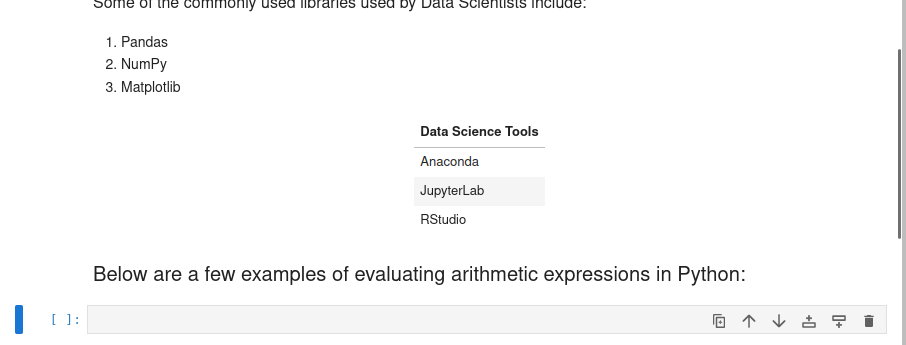 Some of the commonly used libraries used by Data Scientists include:
1. Pandas
2. NumPy
3. Matplotlib
Data Science Tools
Anaconda
JupyterLab
RStudio
Below are a few examples of evaluating arithmetic expressions in Python:
[ ]: